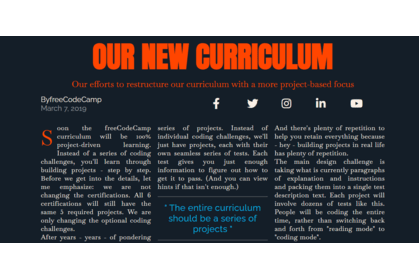 OUR NEW CURRICULUM
Our efforts to restructure our curriculum with a more project-based focus
ByfreeCodeCamp
March 7, 2019
Soon the freeCodeCamp
curriculum will be 100%
project-driven learning.
Instead of a series of coding
challenges, you'll learn through
building projects - step by step.
Before we get into the details, let
me emphasize: we are not
changing the certifications. All 6
certifications will still have the
same 5 required projects. We are
only changing the optional coding
challenges.
After years - years - of pondering
series of projects. Instead of
individual coding challenges, we'll
just have projects, each with their
own seamless series of tests. Each
test gives you just enough
information to figure out how to
get it to pass. (And you can view
hints if that isn't enough.)
" The entire curriculum
should be a series of
projects "
And there's plenty of repetition to
help you retain everything because
- hey - building projects in real life
has plenty of repetition.
The main design challenge is
taking what is currently paragraphs
of explanation and instructions
and packing them into a single test
description text. Each project will
involve dozens of tests like this.
People will be coding the entire
time, rather than switching back
and forth from "reading mode" to
"coding mode".